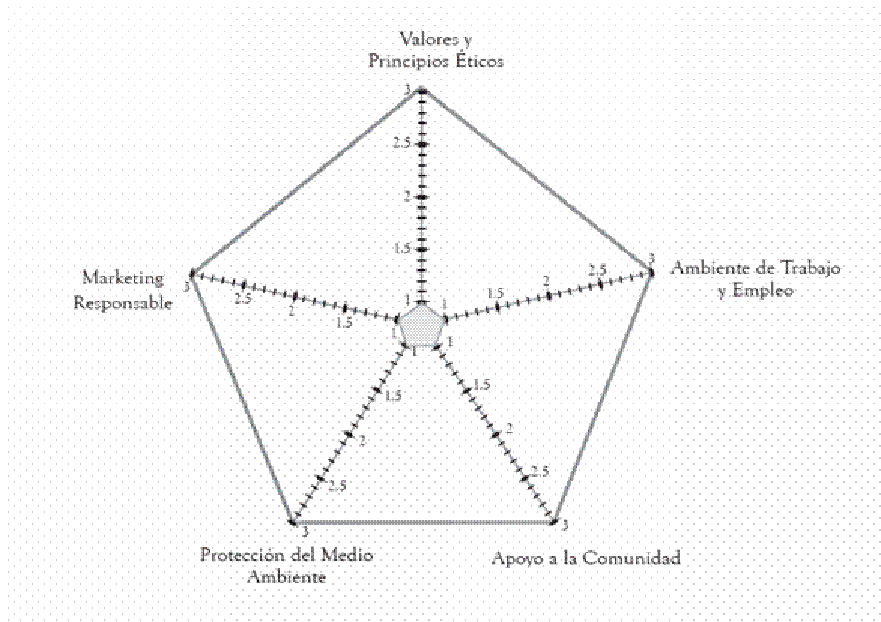 Valores y
Principios Éticos
3
2.5
2
1.5
1
Marketing
Responsable
3
2.5
2
1.5
1
1
1.5
2
2.5
3
Ambiente de Trabajo
y Empleo
1
1.5
2
2.5
3
Protección del Medio
Ambiente
1
1.5
2
2.5
3
Apoyo a la Comunidad